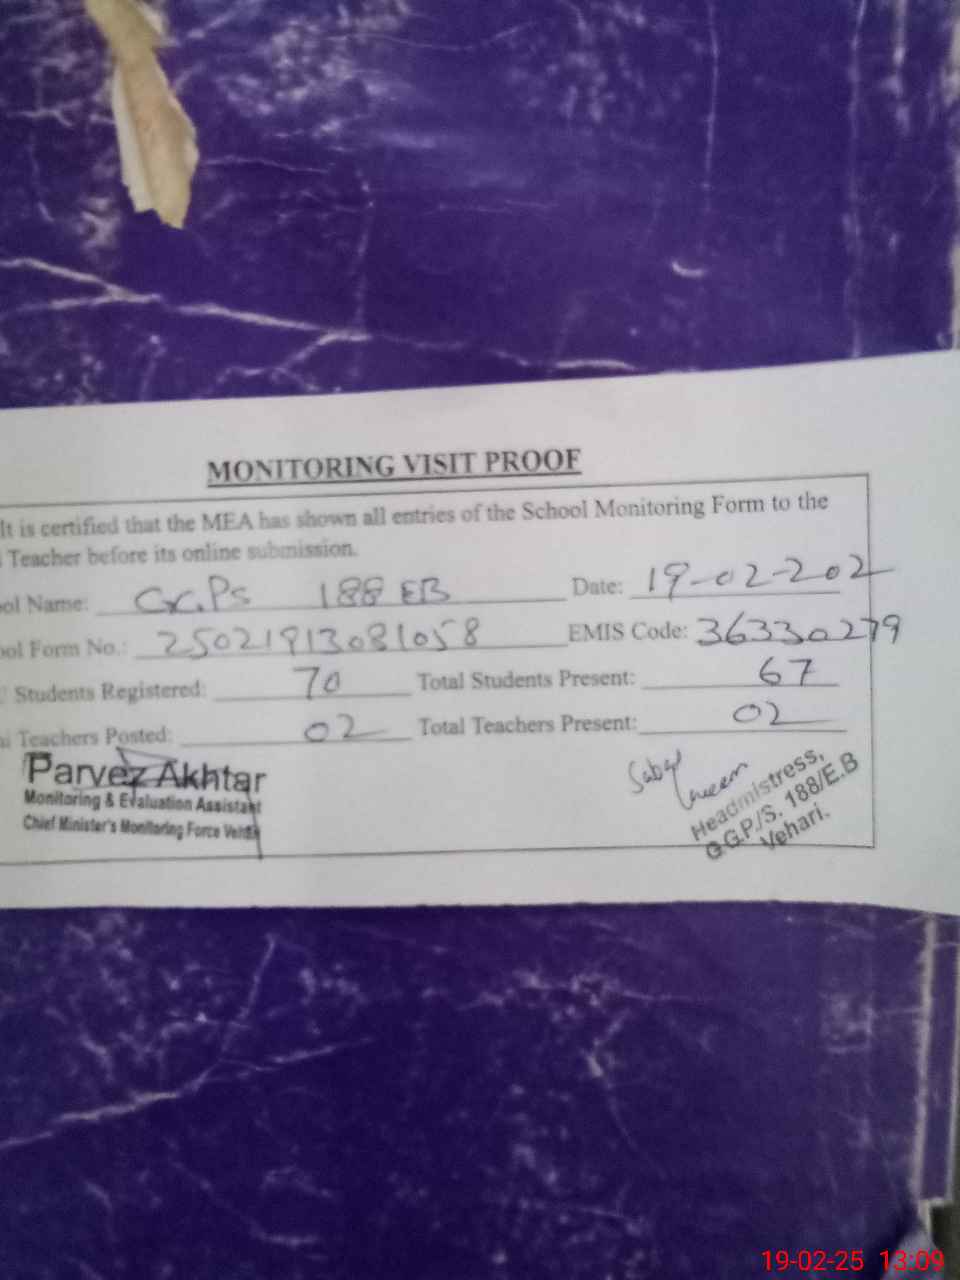 MONITORING VISIT PROOF
It is certified that the MEA has shown all entries of the School Monitoring Form to the
Teacher before its online submission.
ool Name: G.G.Ps 188 EB Date: 19-02-202
ool Form No.: 25021913081058 EMIS Code: 36330279
Students Registered: 70 Total Students Present: 67
Teachers Posted: 02 Total Teachers Present: 02
Parvez Akhtar
Monitoring & Evaluation Assistant
Chief Minister's Monitoring Force Vehari
Headmistress,
G.G.P/S. 188/E.B
Vehari.
19-02-25 13:09